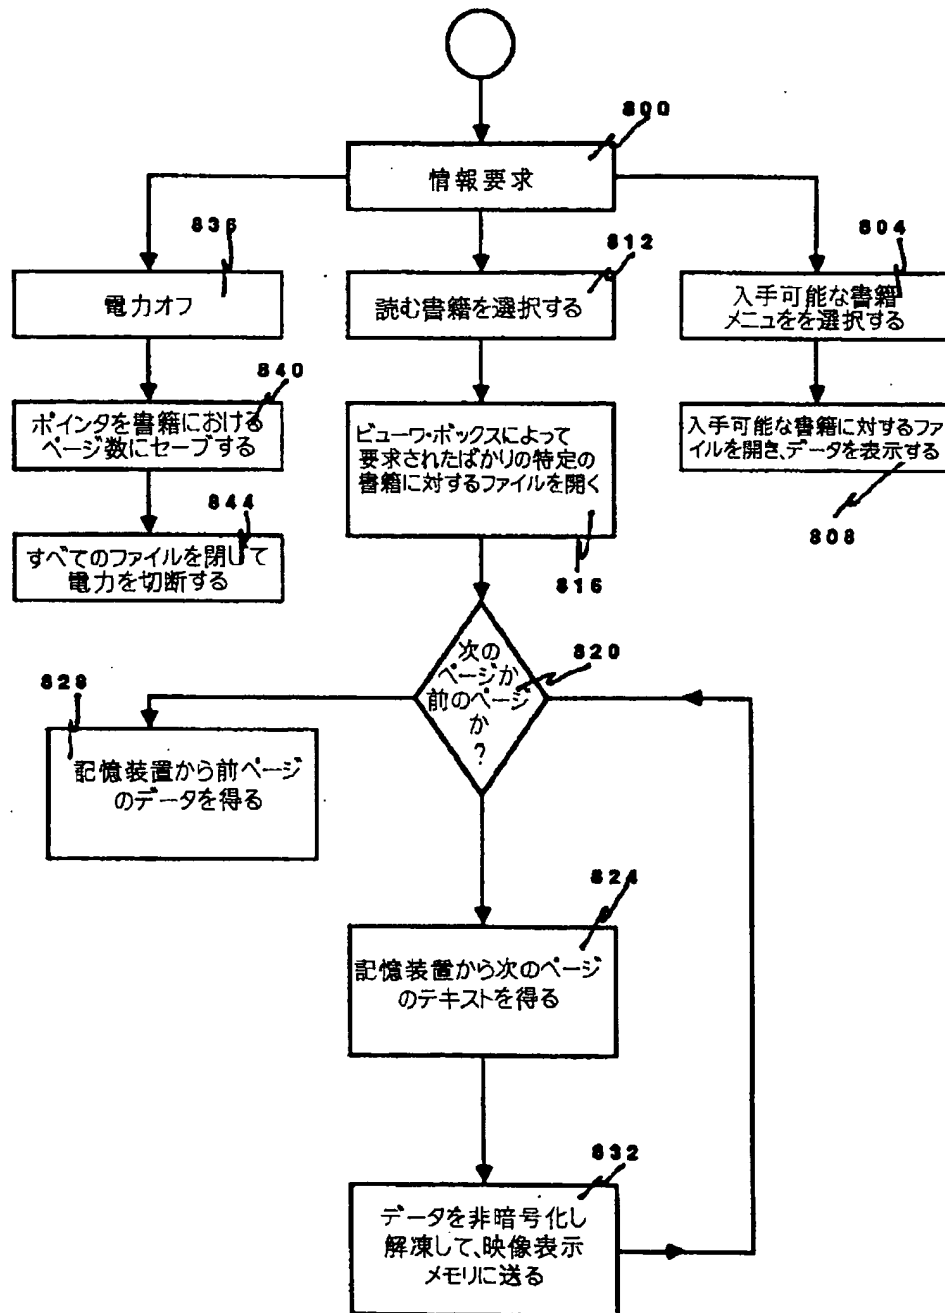 800
情報要求
836
電力オフ
812
読む書籍を選択する
804
入手可能な書籍
メニュをを選択する
840
ポインタを書籍における
ページ数にセーブする
ビューワ・ボックスによって
要求されたばかりの特定の
書籍に対するファイルを開く
816
入手可能な書籍に対するファ
イルを開き、データを表示する
808
844
すべてのファイルを閉じて
電力を切断する
820
次の
ページか
前のページ
か
?
828
記憶装置から前ページ
のデータを得る
824
記憶装置から次のページ
のテキストを得る
832
データを非暗号化し
解凍して、映像表示
メモリに送る